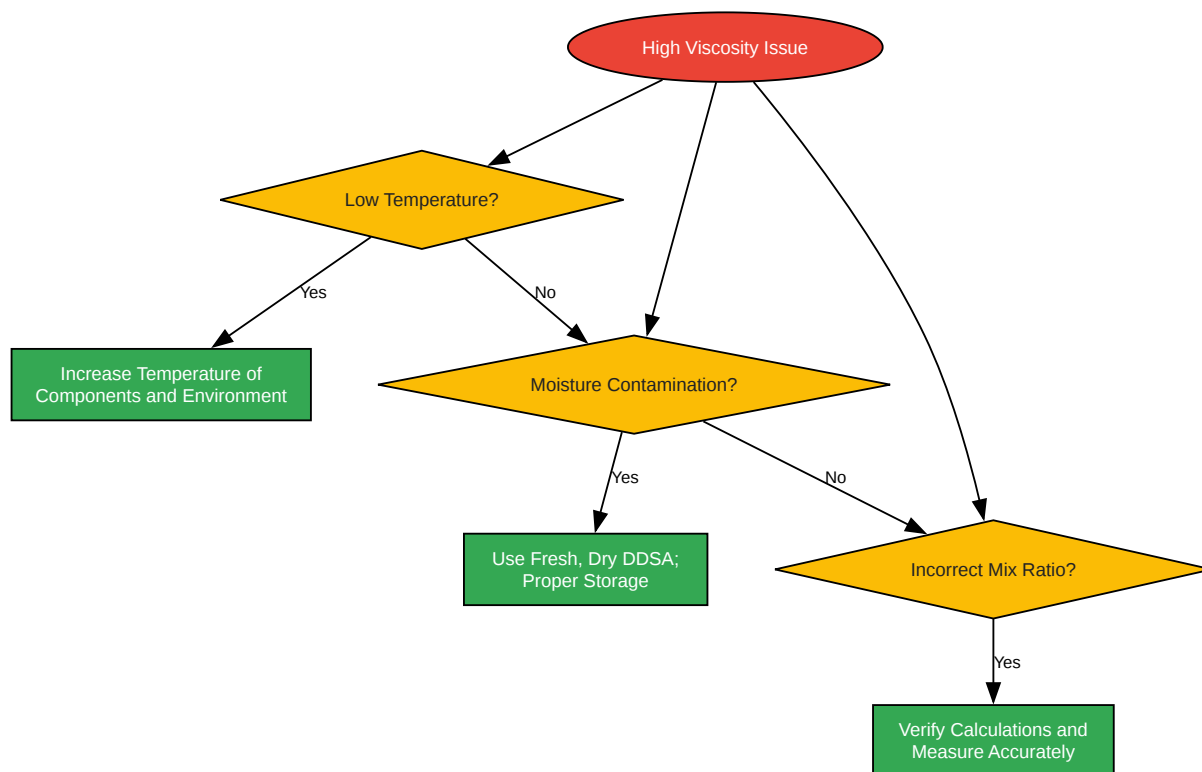 High Viscosity Issue
Low Temperature?
Yes
No
Increase Temperature of
Components and Environment
Moisture Contamination?
Yes
No
Use Fresh, Dry DDSA;
Proper Storage
Incorrect Mix Ratio?
Yes
Verify Calculations and
Measure Accurately